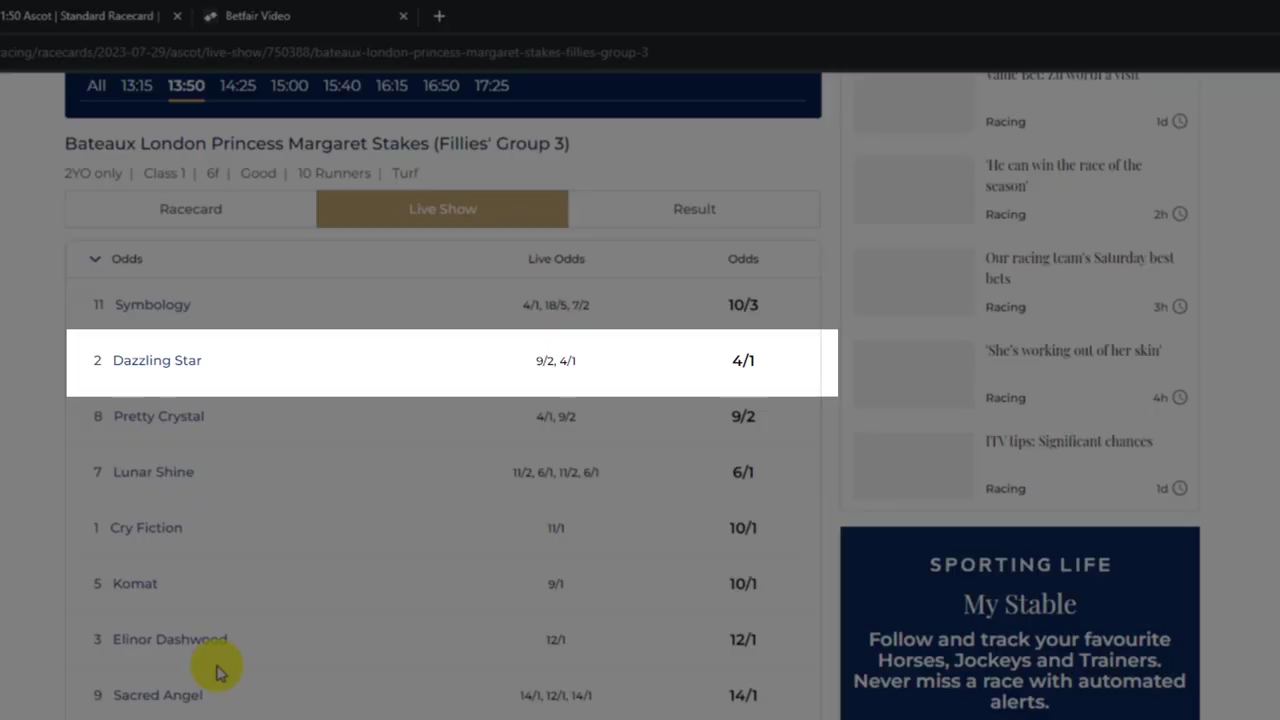 1:50 Ascot | Standard Racecard |
Betfair Video
acing/racecards/2023-07-29/ascot/live-show/750388/bateaux-london-princess-margaret-stakes-fillies-group-3
All 13:15 13:50 14:25 15:00 15:40 16:15 16:50 17:25
Bateaux London Princess Margaret Stakes (Fillies' Group 3)
2YO only | Class 1 | 6f | Good | 10 Runners | Turf
Racecard Live Show Result
Odds Live Odds Odds
11 Symbology 4/1, 18/5, 7/2 10/3
2 Dazzling Star 9/2, 4/1 4/1
8 Pretty Crystal 4/1, 9/2 9/2
7 Lunar Shine 11/2, 6/1, 11/2, 6/1 6/1
1 Cry Fiction 11/1 10/1
5 Komat 9/1 10/1
3 Elinor Dashwood 12/1 12/1
9 Sacred Angel 14/1, 12/1, 14/1 14/1
Value Bet: Zil worth a visit
Racing 1d
'He can win the race of the
season'
Racing 2h
Our racing team's Saturday best
bets
Racing 3h
'She's working out of her skin'
Racing 4h
ITV tips: Significant chances
Racing 1d
SPORTING LIFE
My Stable
Follow and track your favourite
Horses, Jockeys and Trainers.
Never miss a race with automated
alerts.